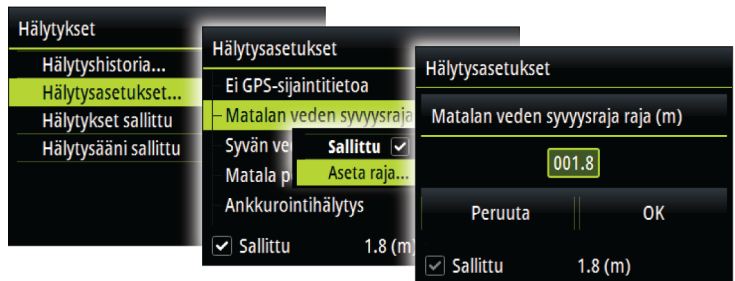 Hälytykset
Hälytyshistoria...
Hälytysasetukset...
Hälytykset sallittu
Hälytysääni sallittu
Hälytysasetukset
Ei GPS-sijaintitietoa
Matalan veden syvyysraja
Syvän ve
Matala p
Ankkurointihälytys
Sallittu
Aseta raja...
Sallittu 1.8 (m)
Hälytysasetukset
Matalan veden syvyysraja raja (m)
001.8
Peruuta OK
Sallittu 1.8 (m)